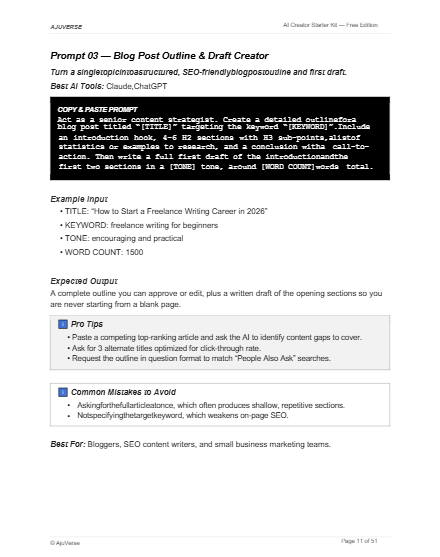 AJUVERSE
AI Creator Starter Kit — Free Edition
Prompt 03 — Blog Post Outline & Draft Creator
Turn a singletopicintoastructured, SEO-friendlyblogpostoutline and first draft.
Best AI Tools: Claude,ChatGPT
COPY & PASTE PROMPT
Act as a senior content strategist. Create a detailed outlinefora
blog post titled "[TITLE]" targeting the keyword "[KEYWORD]".Include
an introduction hook, 4-6 H2 sections with H3 sub-points,alistof
statistics or examples to research, and a conclusion witha call-to-
action. Then write a full first draft of the introductionandthe
first two sections in a [TONE] tone, around [WORD COUNT]words total.
Example Input
• TITLE: “How to Start a Freelance Writing Career in 2026”
• KEYWORD: freelance writing for beginners
• TONE: encouraging and practical
• WORD COUNT: 1500
Expected Output
A complete outline you can approve or edit, plus a written draft of the opening sections so you
are never starting from a blank page.
Pro Tips
• Paste a competing top-ranking article and ask the AI to identify content gaps to cover.
• Ask for 3 alternate titles optimized for click-through rate.
• Request the outline in question format to match “People Also Ask” searches.
Common Mistakes to Avoid
• Askingforthefullarticleatonce, which often produces shallow, repetitive sections.
• Notspecifyingthetargetkeyword, which weakens on-page SEO.
Best For: Bloggers, SEO content writers, and small business marketing teams.
© AjuVerse
Page 11 of 51